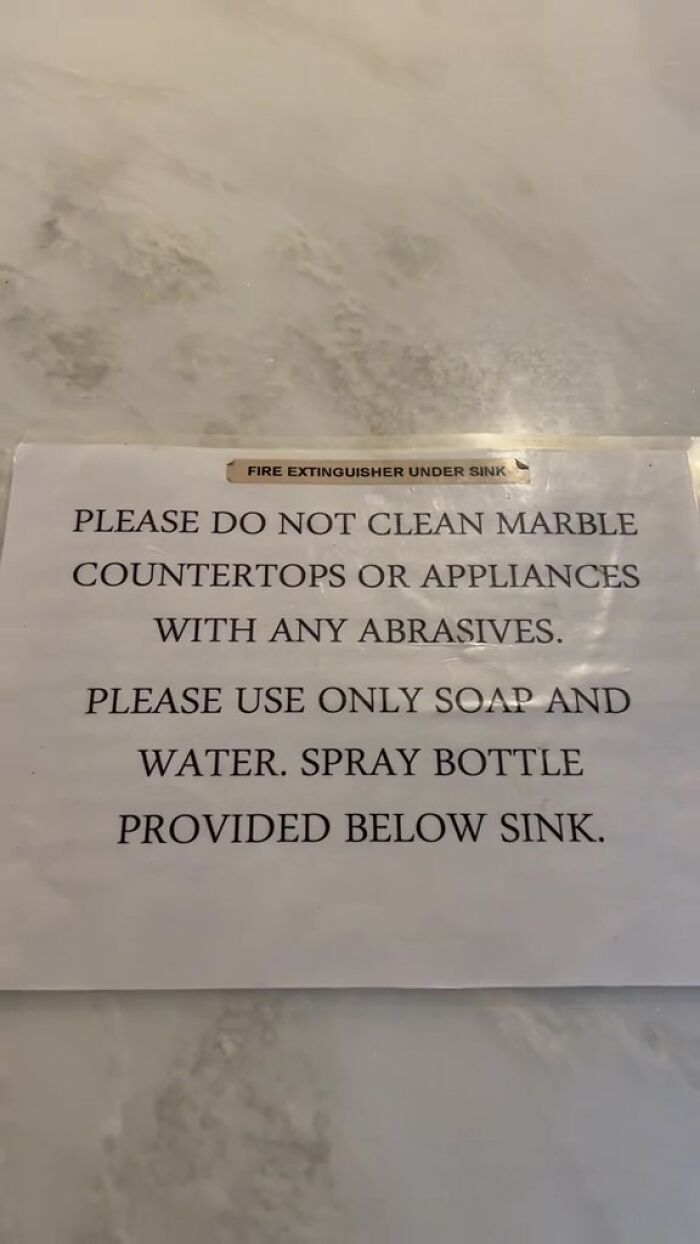 FIRE EXTINGUISHER UNDER SINK
PLEASE DO NOT CLEAN MARBLE
COUNTERTOPS OR APPLIANCES
WITH ANY ABRASIVES.
PLEASE USE ONLY SOAP AND
WATER. SPRAY BOTTLE
PROVIDED BELOW SINK.